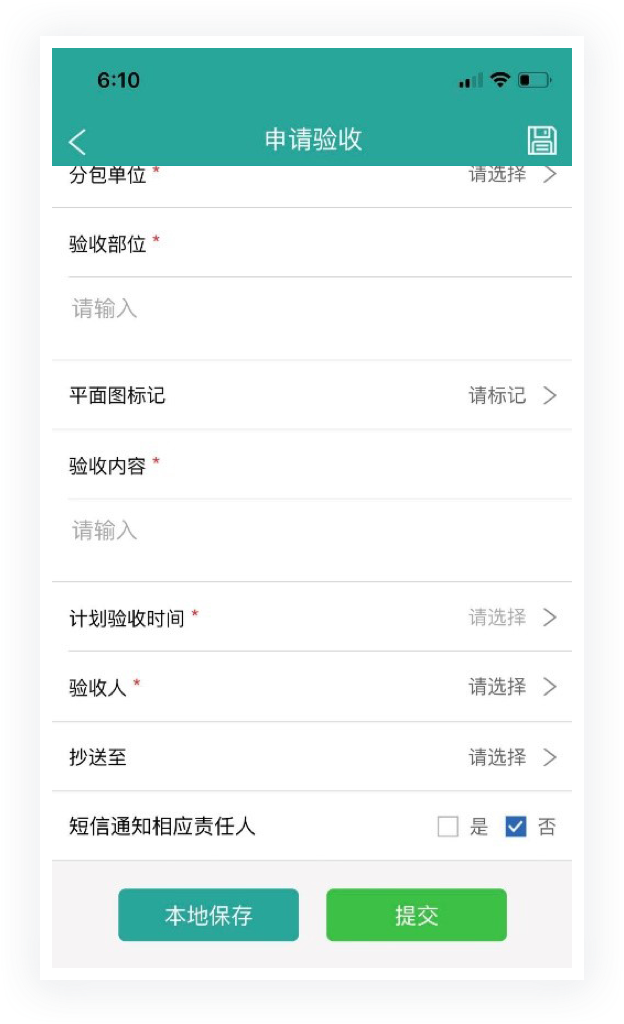 6:10
申请验收
分包单位 * 请选择
验收部位 *
请输入
平面图标记 请标记
验收内容 *
请输入
计划验收时间 * 请选择
验收人 * 请选择
抄送至 请选择
短信通知相应责任人 是 否
本地保存 提交